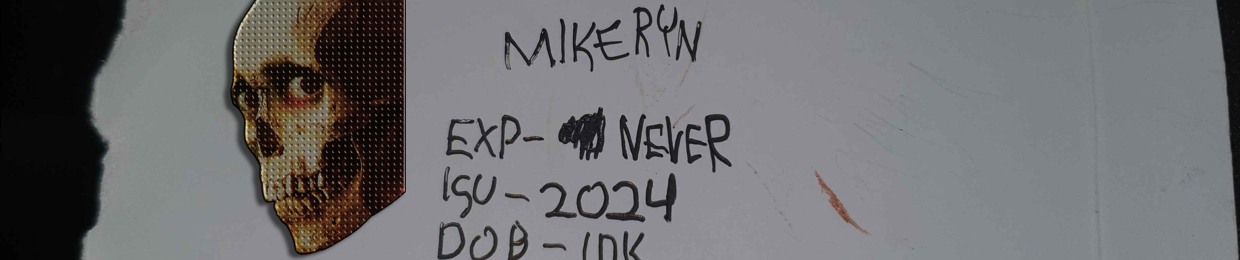 MIKERYN
EXP- NEVER
ISU - 2024
DOB - IDK